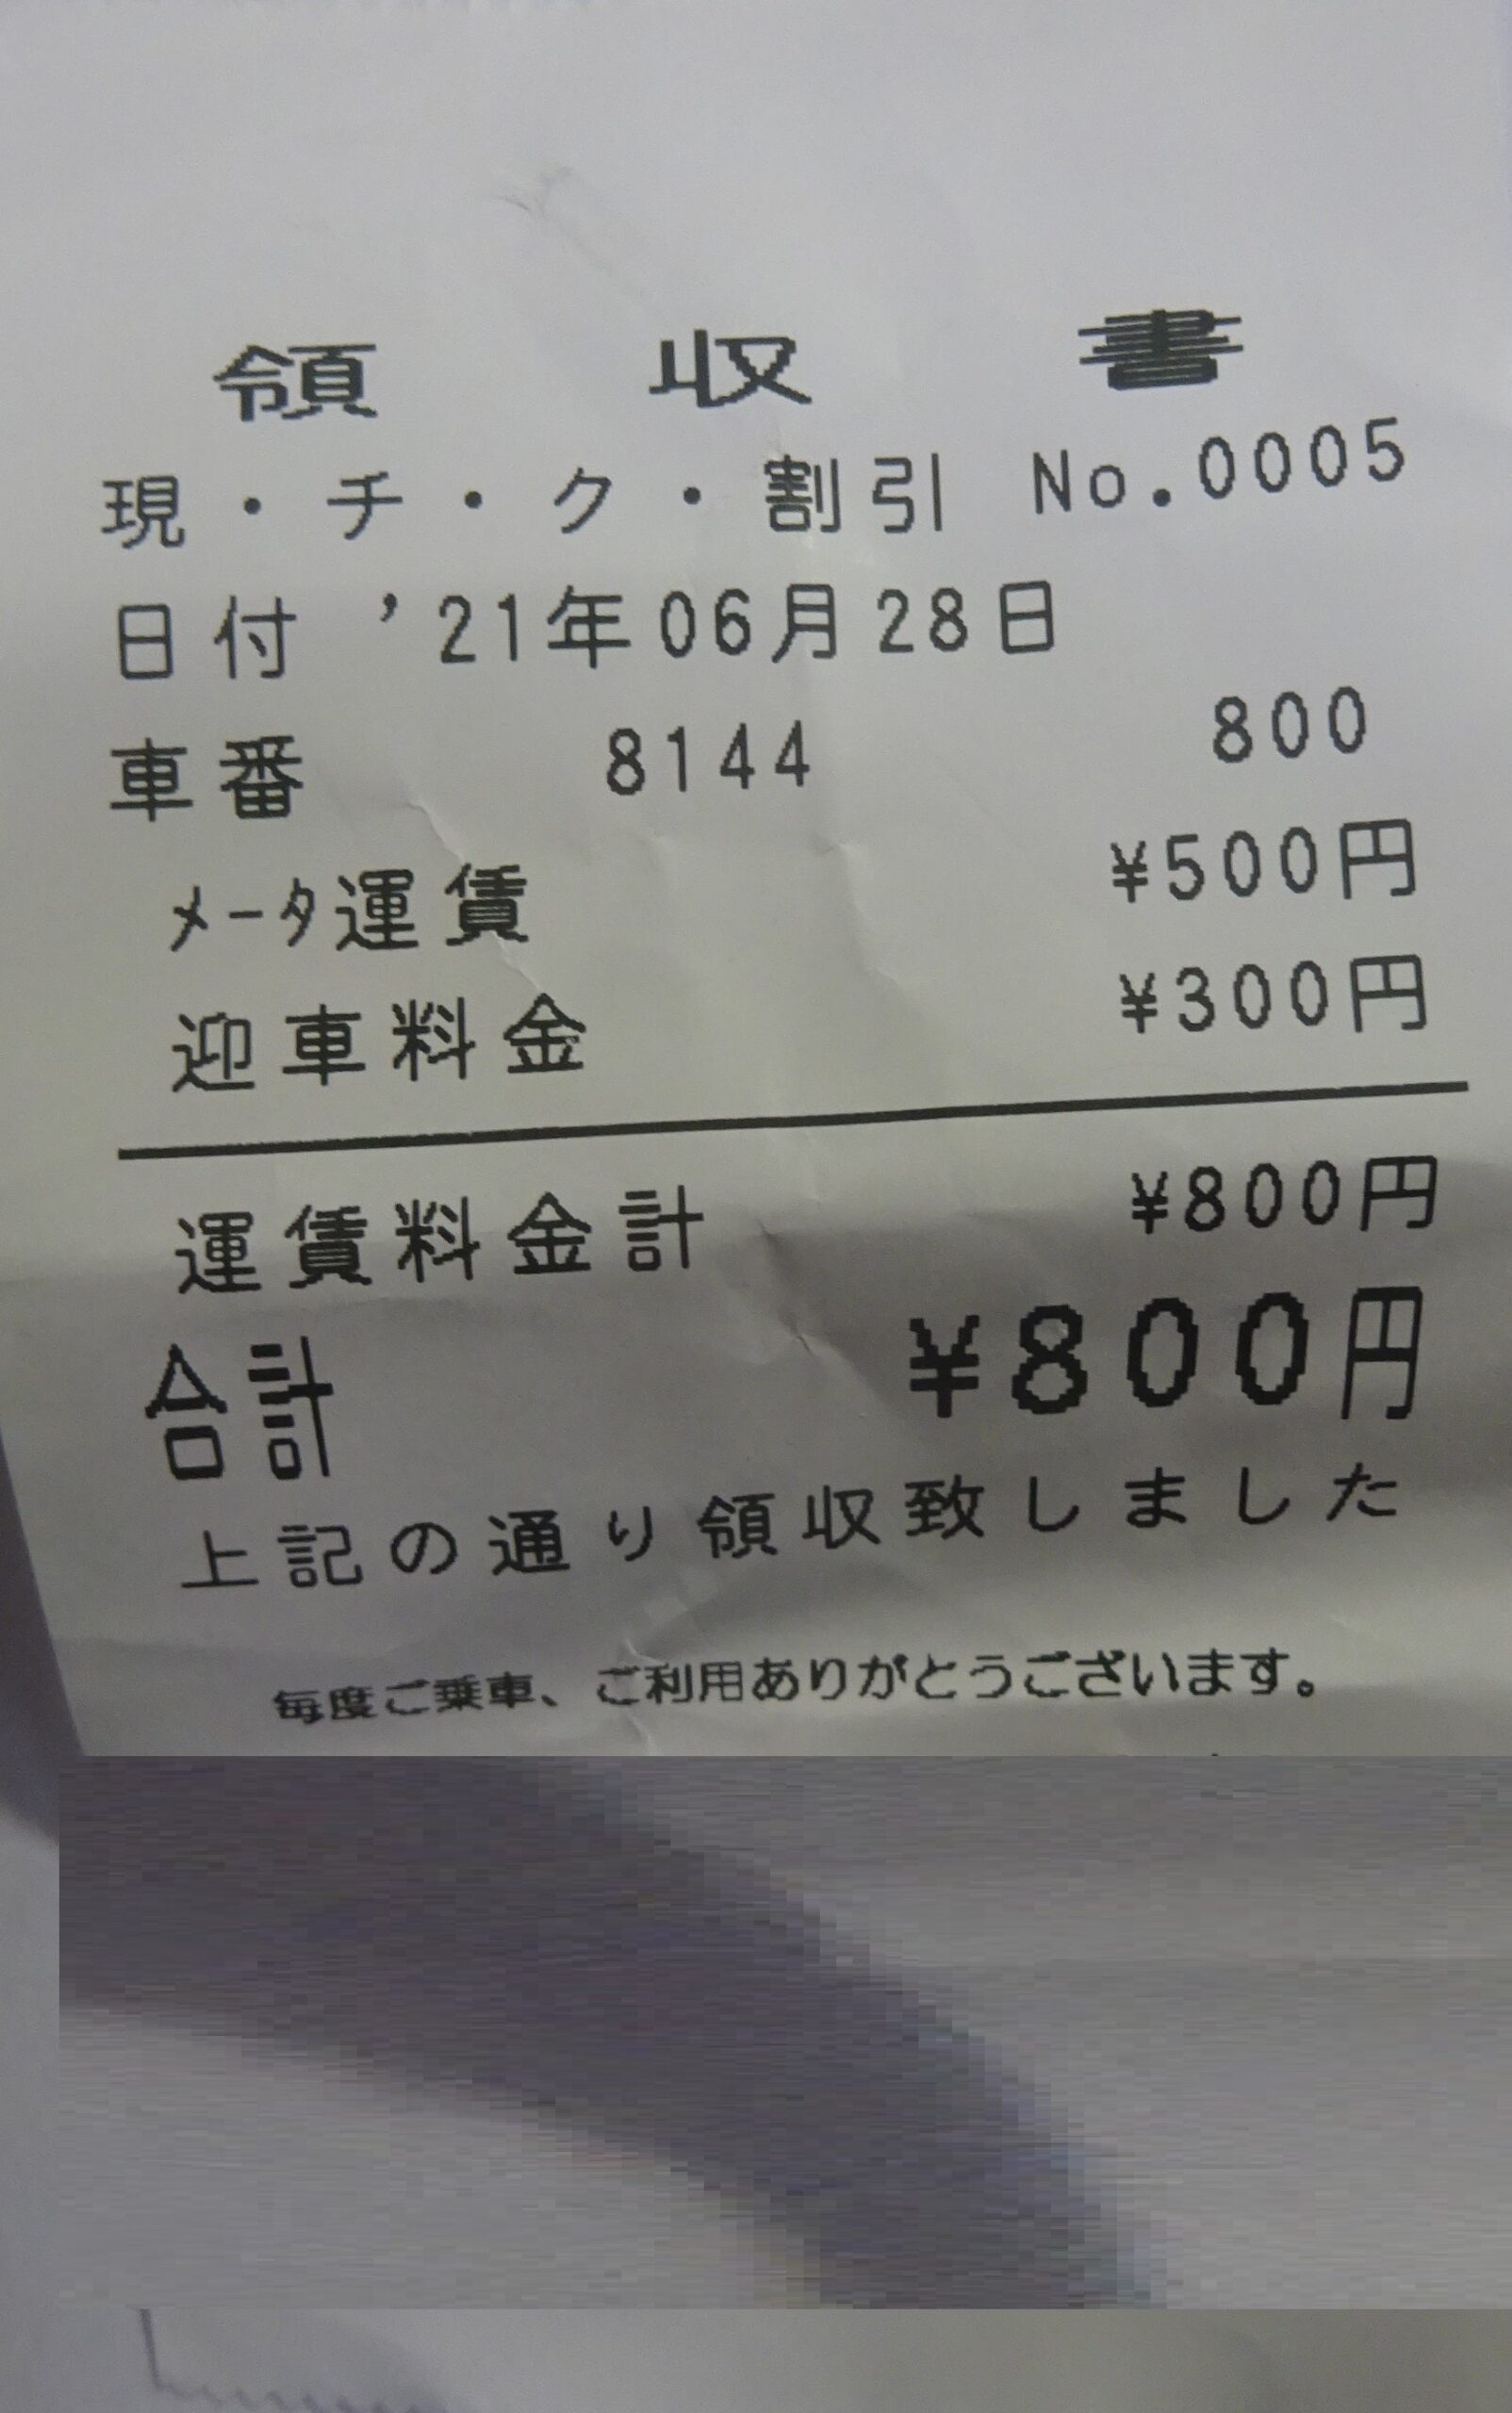 領収書
現・チ・ク・割引 No.0005
日付 '21年06月28日
車番 8144 800
ﾒｰﾀ運賃 ¥500円
迎車料金 ¥300円
運賃料金計 ¥800円
合計 ¥800円
上記の通り領収致しました
毎度ご乗車、ご利用ありがとうございます。